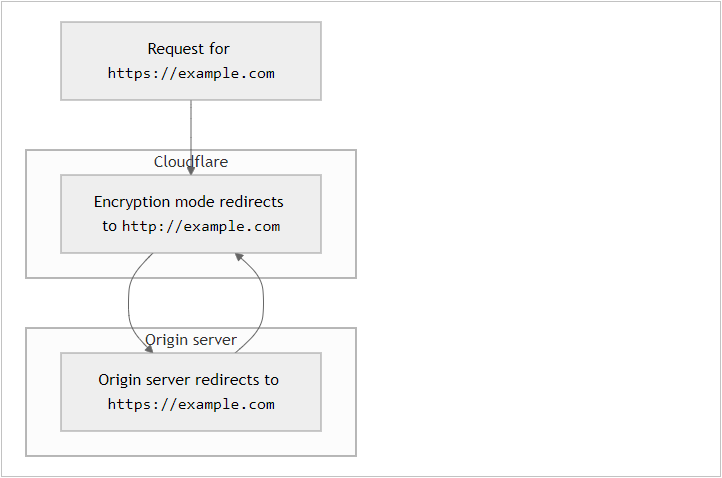 Request for
https://example.com
Cloudflare
Encryption mode redirects
to http://example.com
Origin server
Origin server redirects to
https://example.com